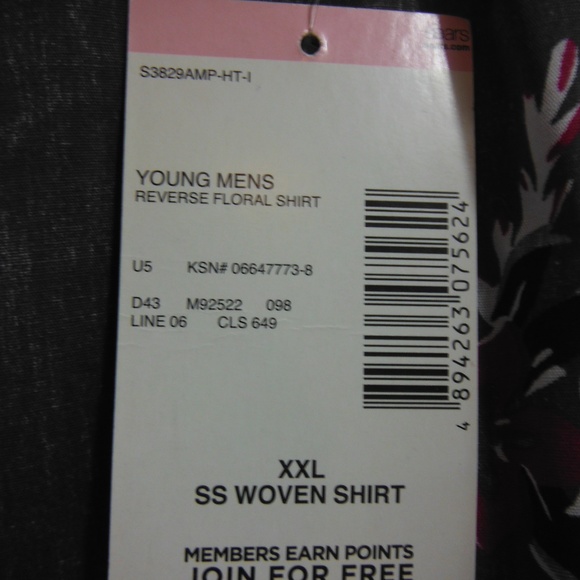 S3829AMP-HT-I
YOUNG MENS
REVERSE FLORAL SHIRT
U5 KSN# 06647773-8
D43 M92522 098
LINE 06 CLS 649
4 894263 075624
XXL
SS WOVEN SHIRT
MEMBERS EARN POINTS
JOIN FOR FREE